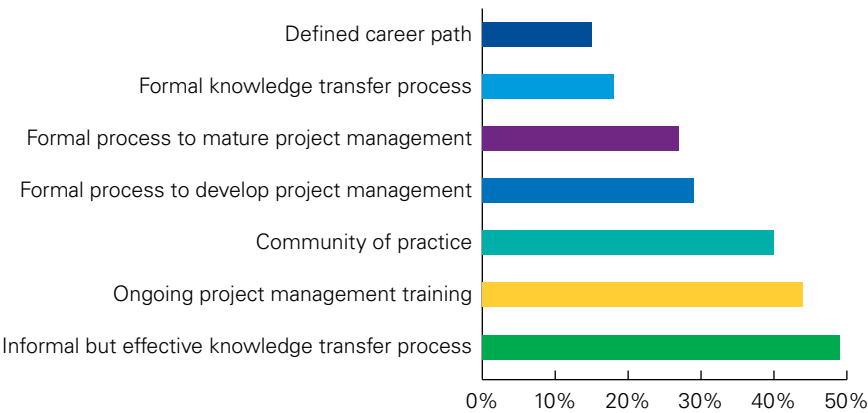 Defined career path
Formal knowledge transfer process
Formal process to mature project management
Formal process to develop project management
Community of practice
Ongoing project management training
Informal but effective knowledge transfer process
0% 10% 20% 30% 40% 50%